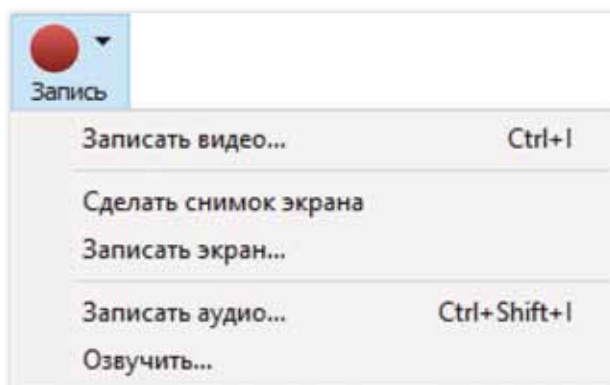 Запись
Записать видео... Ctrl+I
Сделать снимок экрана
Записать экран...
Записать аудио... Ctrl+Shift+I
Озвучить...